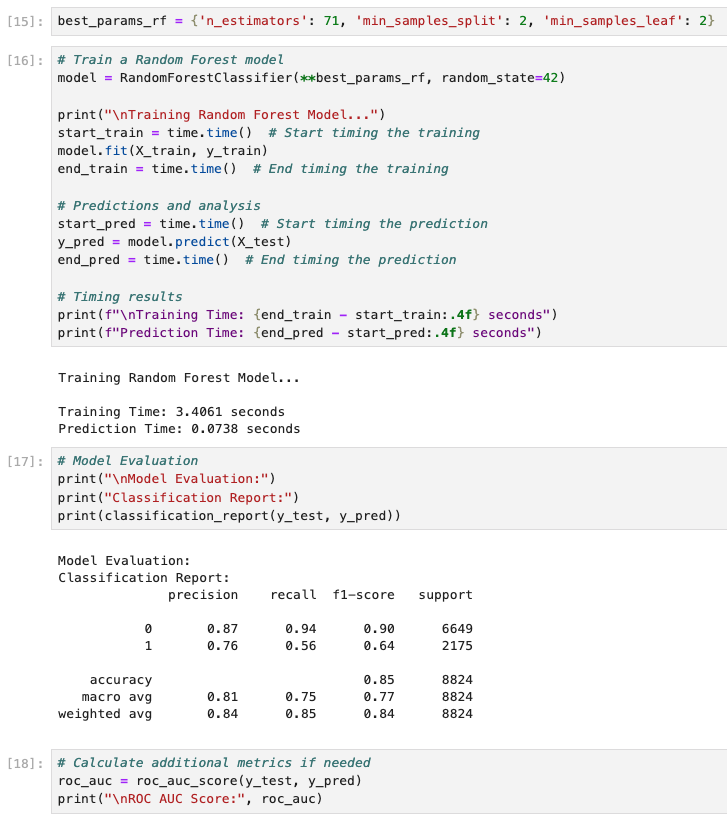 [15]: best_params_rf = {'n_estimators': 71, 'min_samples_split': 2, 'min_samples_leaf': 2}
[16]: # Train a Random Forest model
model = RandomForestClassifier(**best_params_rf, random_state=42)
print("\nTraining Random Forest Model...")
start_train = time.time()  # Start timing the training
model.fit(X_train, y_train)
end_train = time.time()  # End timing the training
# Predictions and analysis
start_pred = time.time()  # Start timing the prediction
y_pred = model.predict(X_test)
end_pred = time.time()  # End timing the prediction
# Timing results
print(f"\nTraining Time: {end_train - start_train:.4f} seconds")
print(f"Prediction Time: {end_pred - start_pred:.4f} seconds")
Training Random Forest Model...
Training Time: 3.4061 seconds
Prediction Time: 0.0738 seconds
[17]: # Model Evaluation
print("\nModel Evaluation:")
print("Classification Report:")
print(classification_report(y_test, y_pred))
Model Evaluation:
Classification Report:
precision    recall  f1-score   support
0       0.87      0.94      0.90      6649
1       0.76      0.56      0.64      2175
accuracy                           0.85      8824
macro avg       0.81      0.75      0.77      8824
weighted avg       0.84      0.85      0.84      8824
[18]: # Calculate additional metrics if needed
roc_auc = roc_auc_score(y_test, y_pred)
print("\nROC AUC Score:", roc_auc)